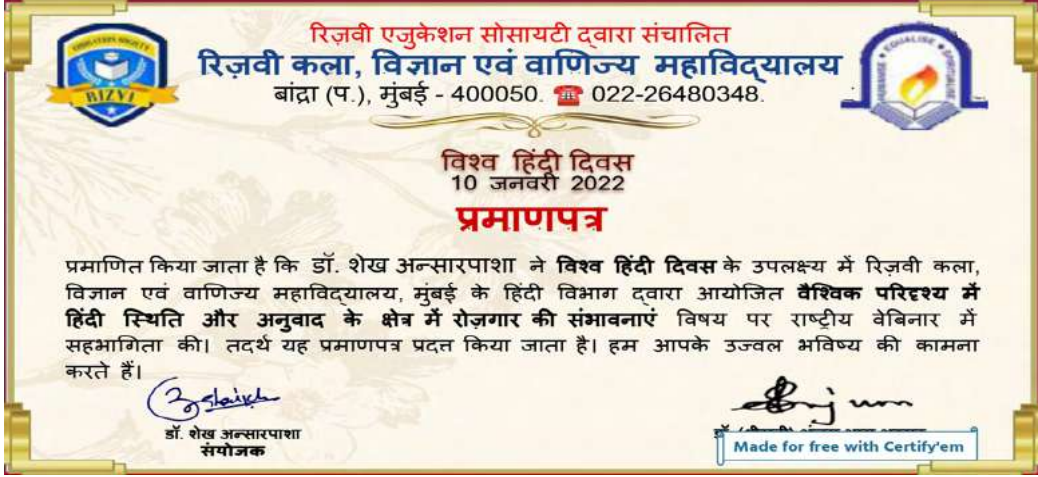 रिज़वी एजुकेशन सोसायटी द्वारा संचालित
रिज़वी कला, विज्ञान एवं वाणिज्य महाविद्यालय
बांद्रा (प.), मुंबई - 400050. ☎ 022-26480348.
RIZVI
विश्व हिंदी दिवस
10 जनवरी 2022
प्रमाणपत्र
प्रमाणित किया जाता है कि डॉ. शेख अन्सारपाशा ने विश्व हिंदी दिवस के उपलक्ष्य में रिज़वी कला,
विज्ञान एवं वाणिज्य महाविद्यालय, मुंबई के हिंदी विभाग द्वारा आयोजित वैश्विक परिदृश्य में
हिंदी स्थिति और अनुवाद के क्षेत्र में रोज़गार की संभावनाएं विषय पर राष्ट्रीय वेबिनार में
सहभागिता की। तदर्थ यह प्रमाणपत्र प्रदत्त किया जाता है। हम आपके उज्वल भविष्य की कामना
करते हैं।
डॉ. शेख अन्सारपाशा
संयोजक
Made for free with Certify'em